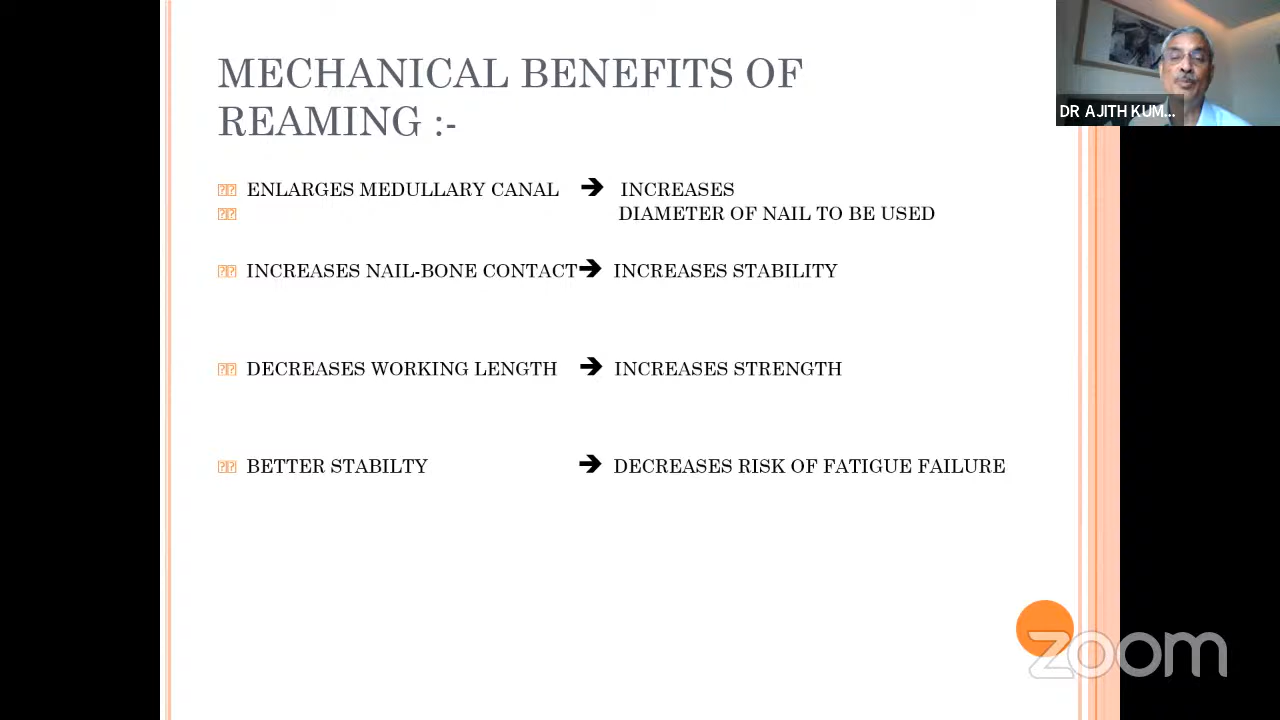 MECHANICAL BENEFITS OF
REAMING :-
DR AJITH KUM...
ENLARGES MEDULLARY CANAL ➔ INCREASES
DIAMETER OF NAIL TO BE USED
INCREASES NAIL-BONE CONTACT➔ INCREASES STABILITY
DECREASES WORKING LENGTH ➔ INCREASES STRENGTH
BETTER STABILTY ➔ DECREASES RISK OF FATIGUE FAILURE
zoom